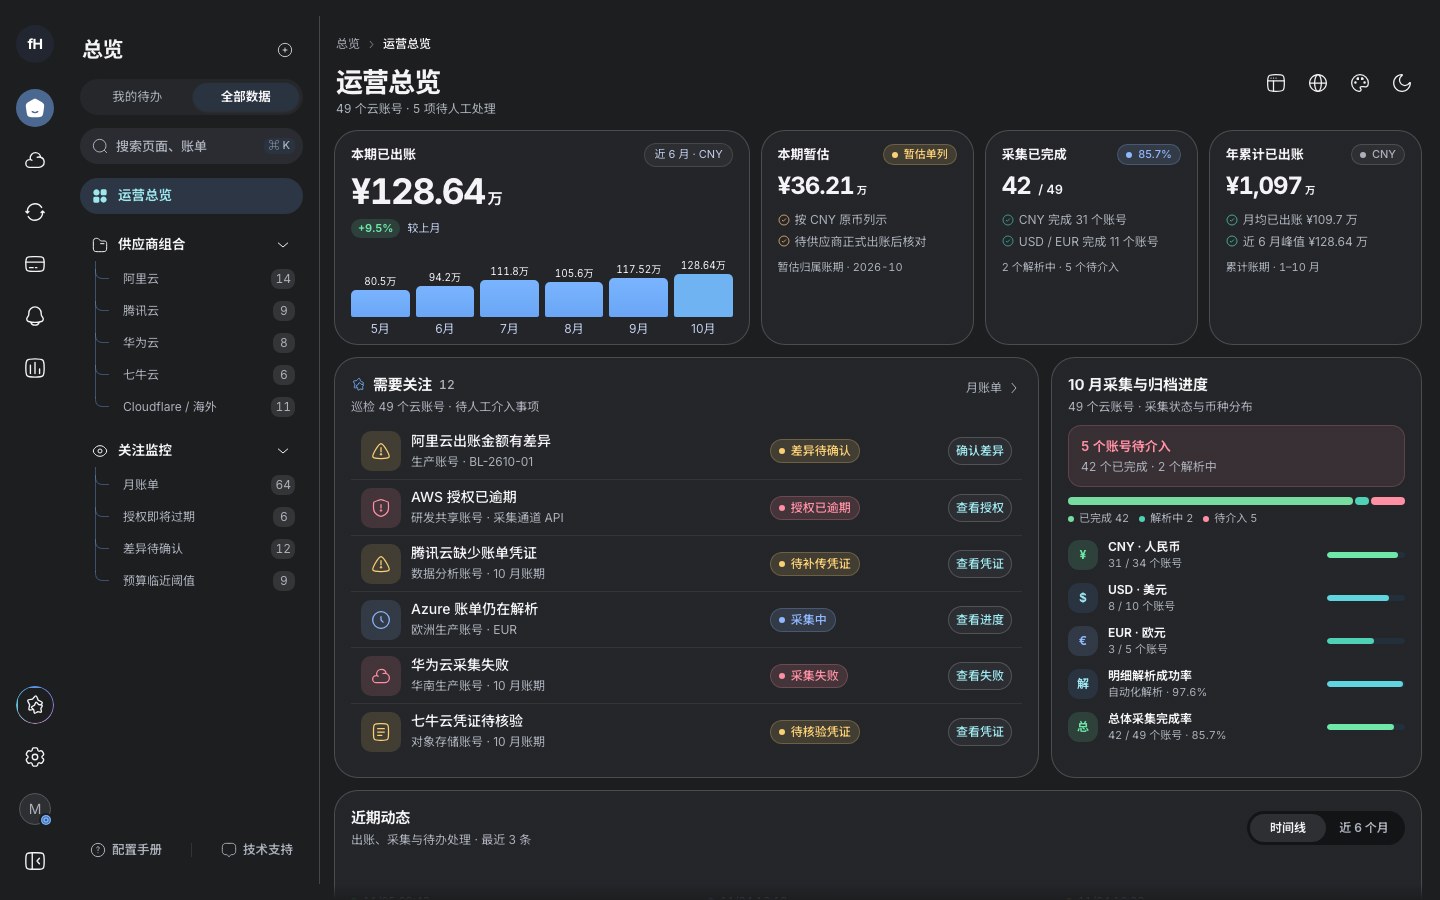 fH
总览
我的待办
全部数据
搜索页面、账单
⌘ K
运营总览
供应商组合
阿里云
14
腾讯云
9
华为云
8
七牛云
6
Cloudflare / 海外
11
关注监控
月账单
64
授权即将过期
6
差异待确认
12
预算临近阈值
9
M
配置手册
技术支持
总览 > 运营总览
运营总览
49 个云账号 · 5 项待人工处理
本期已出账
近 6 月 · CNY
¥128.64万
+9.5% 较上月
80.5万
94.2万
111.8万
105.6万
117.52万
128.64万
5月
6月
7月
8月
9月
10月
本期暂估
暂估单列
¥36.21万
按 CNY 原币列示
待供应商正式出账后核对
暂估归属账期 · 2026-10
采集已完成
85.7%
42 / 49
CNY 完成 31 个账号
USD / EUR 完成 11 个账号
2 个解析中 · 5 个待介入
年累计已出账
CNY
¥1,097万
月均已出账 ¥109.7 万
近 6 月峰值 ¥128.64 万
累计账期 · 1–10 月
需要关注 12
月账单
巡检 49 个云账号 · 待人工介入事项
阿里云出账金额有差异
生产账号 · BL-2610-01
差异待确认
确认差异
AWS 授权已逾期
研发共享账号 · 采集通道 API
授权已逾期
查看授权
腾讯云缺少账单凭证
数据分析账号 · 10 月账期
待补传凭证
查看凭证
Azure 账单仍在解析
欧洲生产账号 · EUR
采集中
查看进度
华为云采集失败
华南生产账号 · 10 月账期
采集失败
查看失败
七牛云凭证待核验
对象存储账号 · 10 月账期
待核验凭证
查看凭证
10 月采集与归档进度
49 个云账号 · 采集状态与币种分布
5 个账号待介入
42 个已完成 · 2 个解析中
已完成 42
解析中 2
待介入 5
¥
CNY · 人民币
31 / 34 个账号
$
USD · 美元
8 / 10 个账号
€
EUR · 欧元
3 / 5 个账号
解
明细解析成功率
自动化解析 · 97.6%
总
总体采集完成率
42 / 49 个账号 · 85.7%
近期动态
出账、采集与待办处理 · 最近 3 条
时间线
近 6 个月